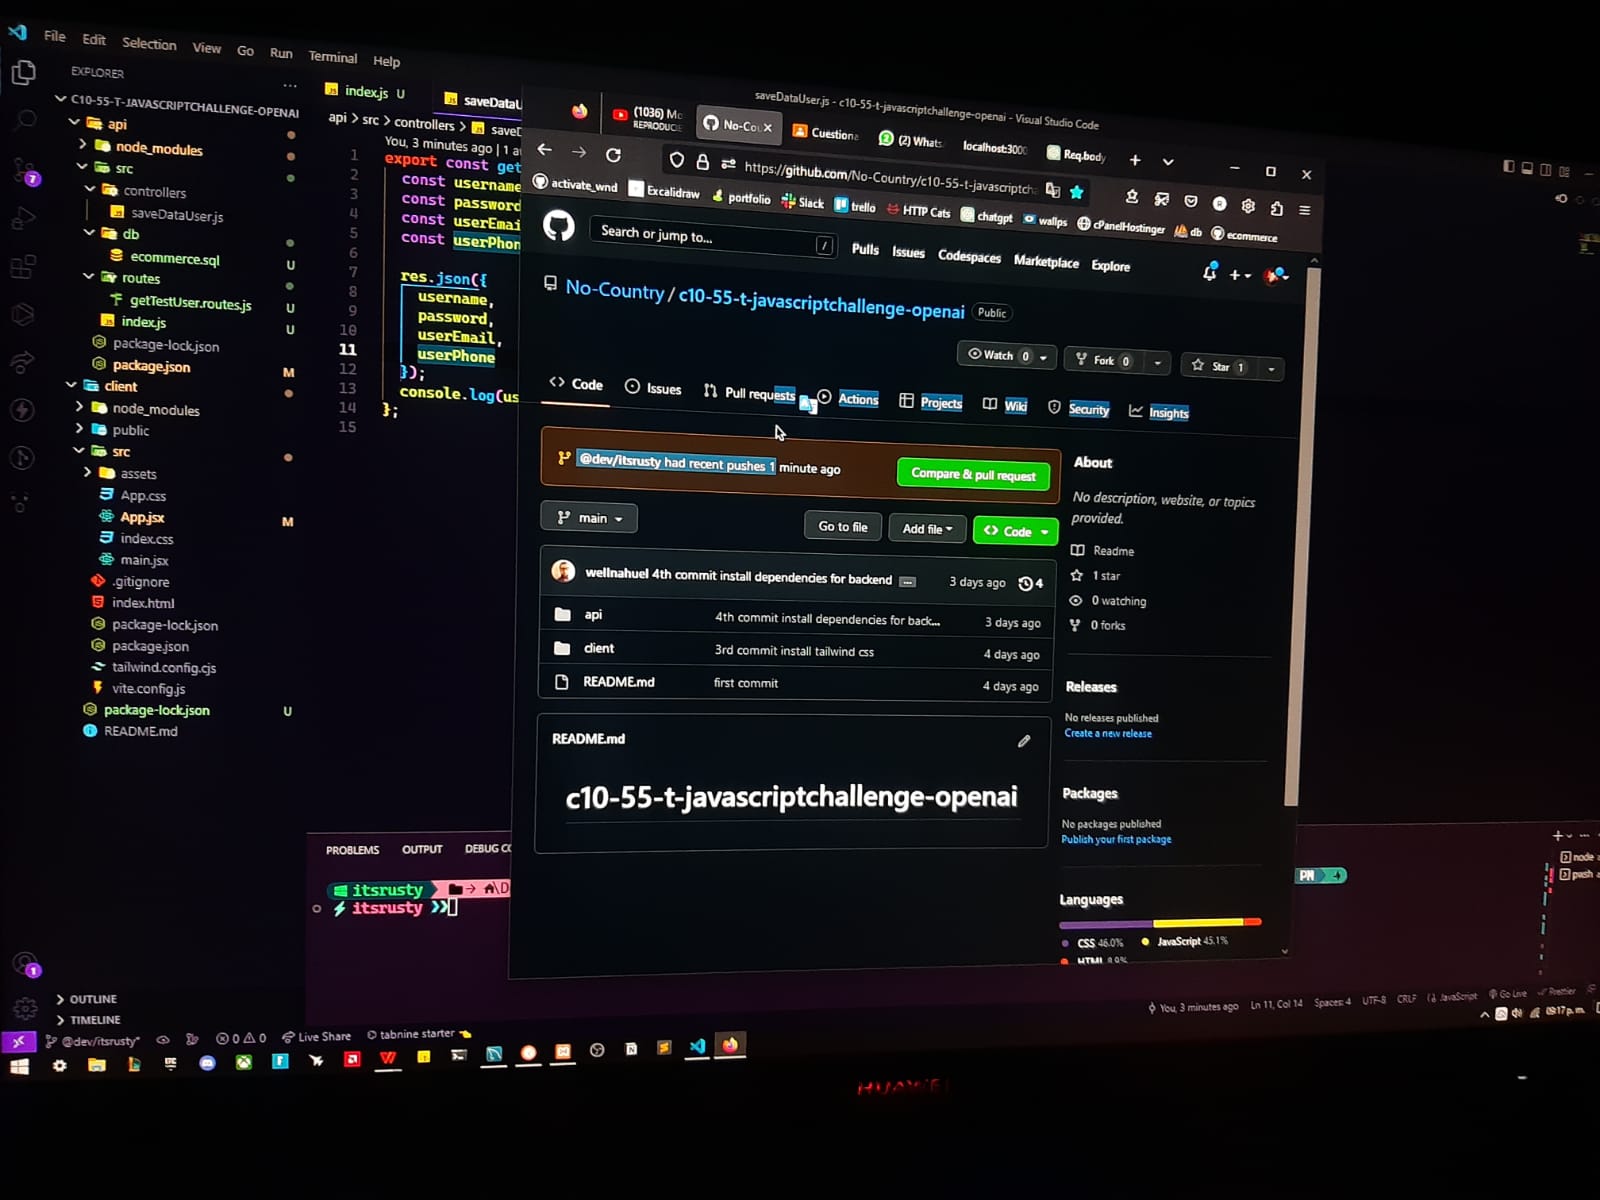 File Edit Selection View Go Run Terminal Help
saveDataUser.js - c10-55-t-javascriptchallenge-openai - Visual Studio Code
EXPLORER
C10-55-T-JAVASCRIPTCHALLENGE-OPENAI
api
node_modules
src
controllers
saveDataUser.js
db
ecommerce.sql U
routes
getTestUser.routes.js U
index.js U
package-lock.json
package.json M
client
node_modules
public
src
assets
App.css
App.jsx M
index.css
main.jsx
.gitignore
index.html
package-lock.json
package.json
tailwind.config.cjs
vite.config.js
package-lock.json U
README.md
OUTLINE
TIMELINE
index.js U saveDataU
api > src > controllers > saveD
You, 3 minutes ago | 1 a
1 export const get
2 const username
3 const password
4 const userEmai
5 const userPhon
6
7 res.json({
8 username,
9 password,
10 userEmail,
11 userPhone
12 });
13 console.log(us
14 };
15
(1036) Mo
REPRODUCIE
No-Cou Cuestiona (2) Whats localhost:3000 Req.body
https://github.com/No-Country/c10-55-t-javascriptcha
activate_wnd Excalidraw portfolio Slack trello HTTP Cats chatgpt wallps cPanelHostinger db ecommerce
Search or jump to... / Pulls Issues Codespaces Marketplace Explore
No-Country / c10-55-t-javascriptchallenge-openai Public
Watch 0 Fork 0 Star 1
Code Issues Pull requests Actions Projects Wiki Security Insights
@dev/itsrusty had recent pushes 1 minute ago Compare & pull request
main Go to file Add file Code
wellnahuel 4th commit install dependencies for backend ... 3 days ago 4
api 4th commit install dependencies for back... 3 days ago
client 3rd commit install tailwind css 4 days ago
README.md first commit 4 days ago
README.md
c10-55-t-javascriptchallenge-openai
About
No description, website, or topics
provided.
Readme
1 star
0 watching
0 forks
Releases
No releases published
Create a new release
Packages
No packages published
Publish your first package
Languages
CSS 46.0% JavaScript 45.1%
HTML 8.9%
PROBLEMS OUTPUT DEBUG CO
itsrusty
itsrusty
PM
node
pwsh
@dev/itsrusty* 0 0 Live Share tabnine starter
You, 3 minutes ago Ln 11, Col 14 Spaces: 4 UTF-8 CRLF JavaScript Go Live Prettier
09:17 p. m.
HUAWEI